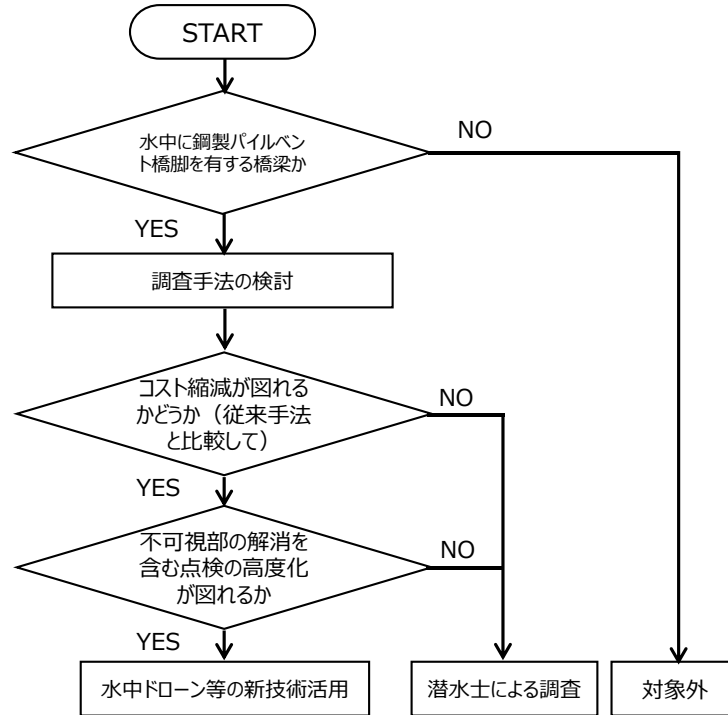 START
水中に鋼製パイルベン
ト橋脚を有する橋梁か
NO
YES
調査手法の検討
コスト縮減が図れる
かどうか（従来手法
と比較して）
NO
YES
不可視部の解消を
含む点検の高度化
が図れるか
NO
YES
水中ドローン等の新技術活用
潜水士による調査
対象外